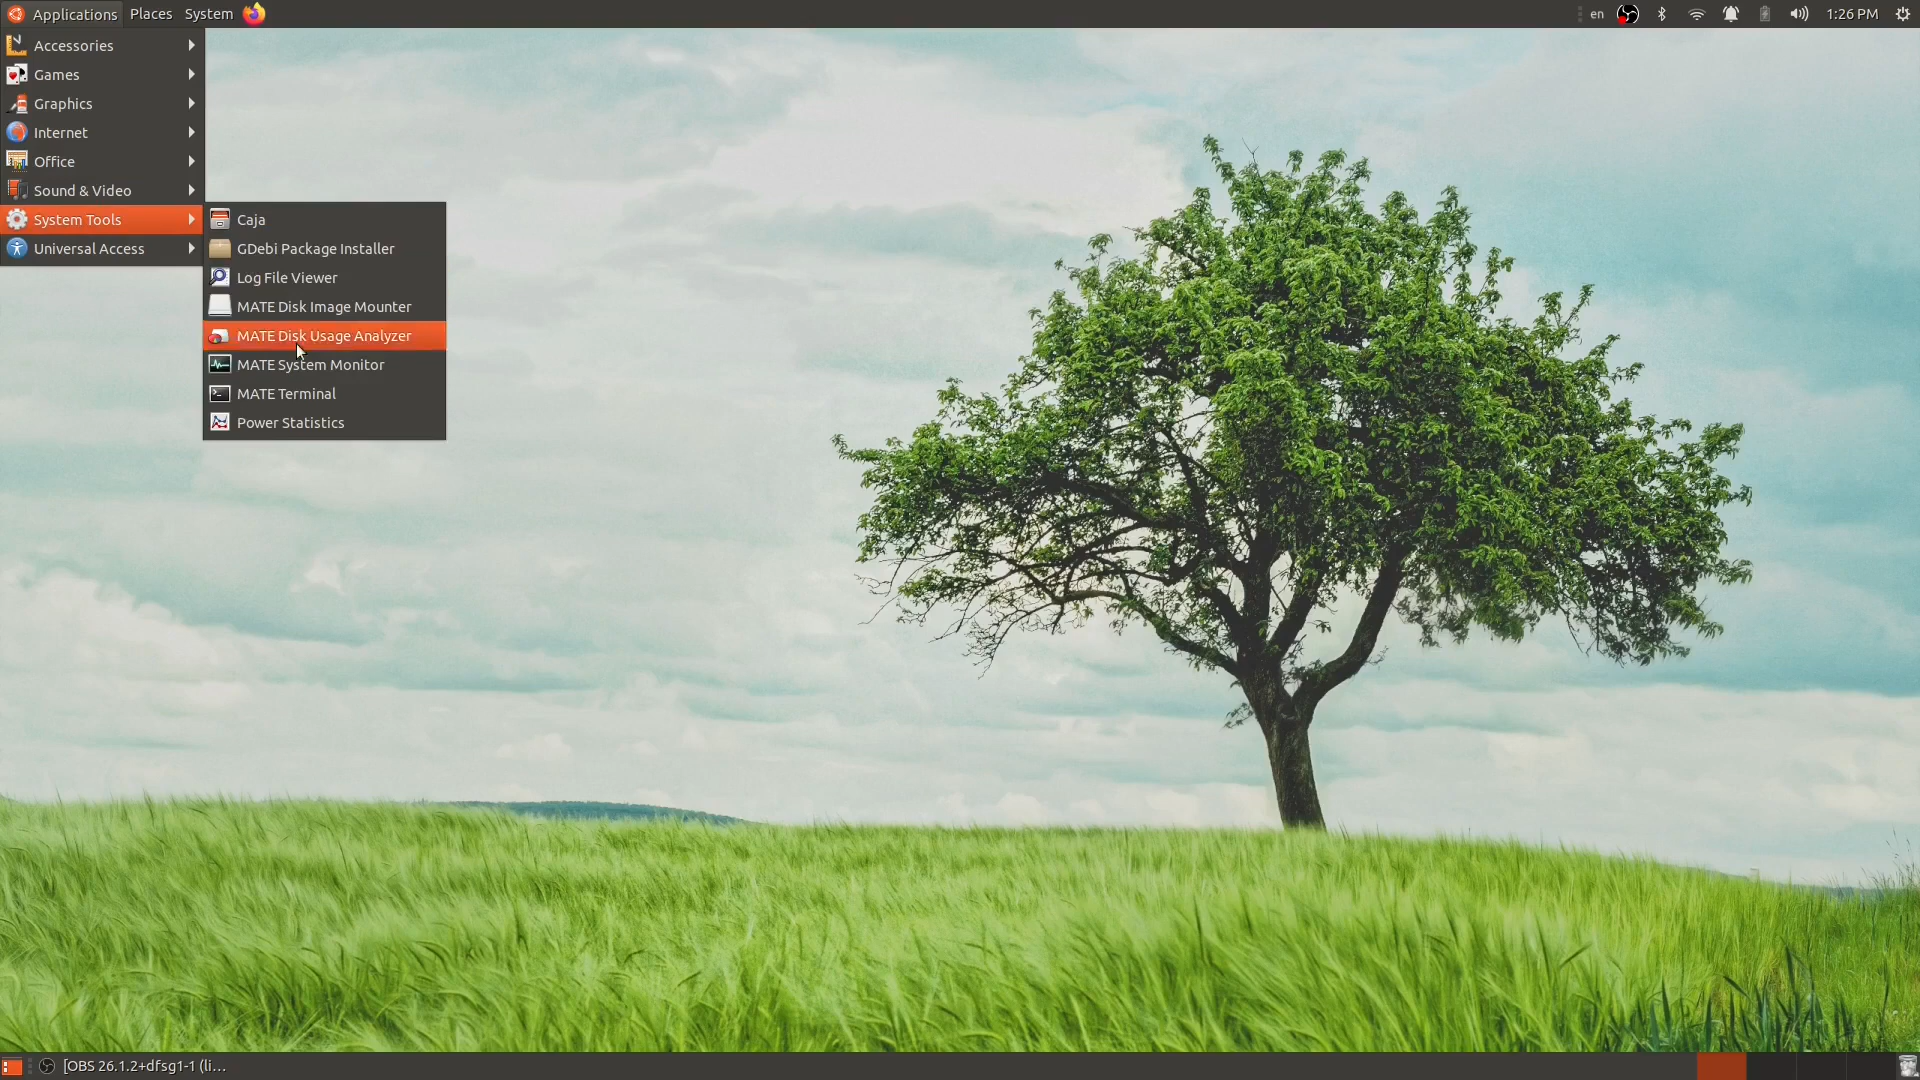 Applications Places System
en 1:26 PM
Accessories
Games
Graphics
Internet
Office
Sound & Video
System Tools
Universal Access
Caja
GDebi Package Installer
Log File Viewer
MATE Disk Image Mounter
MATE Disk Usage Analyzer
MATE System Monitor
MATE Terminal
Power Statistics
[OBS 26.1.2+dfsg1-1 (li...